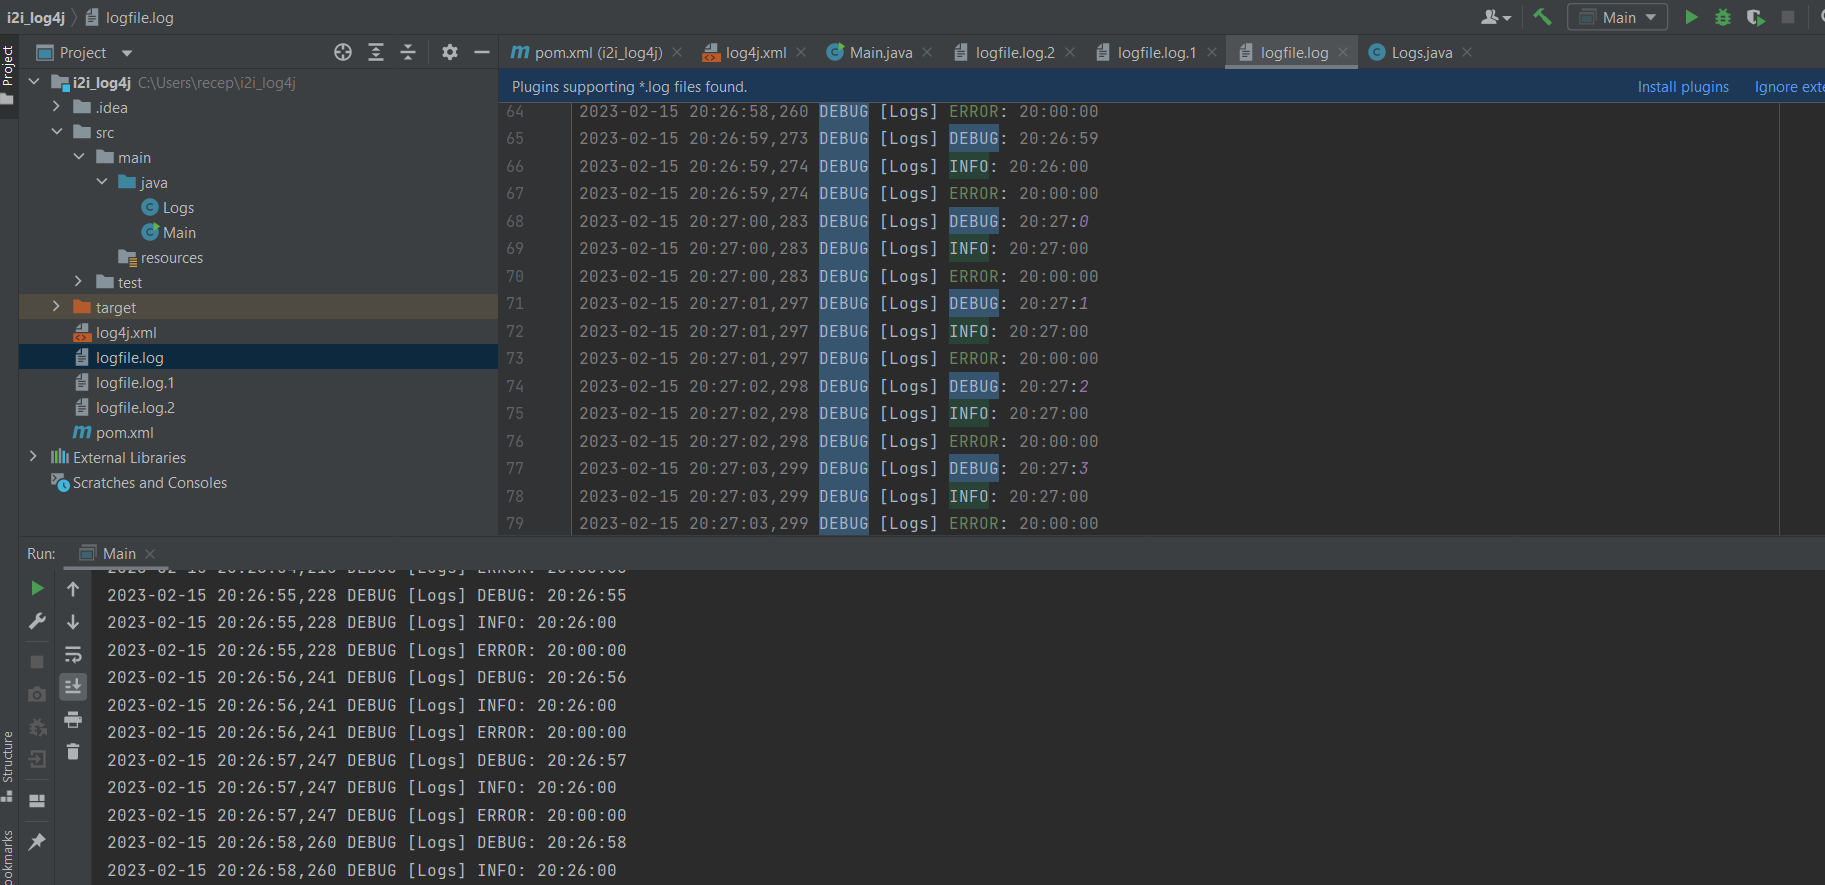 i2i_log4j logfile.log Main
Project
Project
pom.xml (i2i_log4j) log4j.xml Main.java logfile.log.2 logfile.log.1 logfile.log Logs.java
Plugins supporting *.log files found. Install plugins Ignore
i2i_log4j C:\Users\recep\i2i_log4j
.idea
src
main
java
Logs
Main
resources
test
target
log4j.xml
logfile.log
logfile.log.1
logfile.log.2
pom.xml
External Libraries
Scratches and Consoles
64 2023-02-15 20:26:58,260 DEBUG [Logs] ERROR: 20:00:00
65 2023-02-15 20:26:59,273 DEBUG [Logs] DEBUG: 20:26:59
66 2023-02-15 20:26:59,274 DEBUG [Logs] INFO: 20:26:00
67 2023-02-15 20:26:59,274 DEBUG [Logs] ERROR: 20:00:00
68 2023-02-15 20:27:00,283 DEBUG [Logs] DEBUG: 20:27:0
69 2023-02-15 20:27:00,283 DEBUG [Logs] INFO: 20:27:00
70 2023-02-15 20:27:00,283 DEBUG [Logs] ERROR: 20:00:00
71 2023-02-15 20:27:01,297 DEBUG [Logs] DEBUG: 20:27:1
72 2023-02-15 20:27:01,297 DEBUG [Logs] INFO: 20:27:00
73 2023-02-15 20:27:01,297 DEBUG [Logs] ERROR: 20:00:00
74 2023-02-15 20:27:02,298 DEBUG [Logs] DEBUG: 20:27:2
75 2023-02-15 20:27:02,298 DEBUG [Logs] INFO: 20:27:00
76 2023-02-15 20:27:02,298 DEBUG [Logs] ERROR: 20:00:00
77 2023-02-15 20:27:03,299 DEBUG [Logs] DEBUG: 20:27:3
78 2023-02-15 20:27:03,299 DEBUG [Logs] INFO: 20:27:00
79 2023-02-15 20:27:03,299 DEBUG [Logs] ERROR: 20:00:00
Run: Main
2023-02-15 20:26:55,228 DEBUG [Logs] DEBUG: 20:26:55
2023-02-15 20:26:55,228 DEBUG [Logs] INFO: 20:26:00
2023-02-15 20:26:55,228 DEBUG [Logs] ERROR: 20:00:00
2023-02-15 20:26:56,241 DEBUG [Logs] DEBUG: 20:26:56
2023-02-15 20:26:56,241 DEBUG [Logs] INFO: 20:26:00
2023-02-15 20:26:56,241 DEBUG [Logs] ERROR: 20:00:00
2023-02-15 20:26:57,247 DEBUG [Logs] DEBUG: 20:26:57
2023-02-15 20:26:57,247 DEBUG [Logs] INFO: 20:26:00
2023-02-15 20:26:57,247 DEBUG [Logs] ERROR: 20:00:00
2023-02-15 20:26:58,260 DEBUG [Logs] DEBUG: 20:26:58
2023-02-15 20:26:58,260 DEBUG [Logs] INFO: 20:26:00
Structure